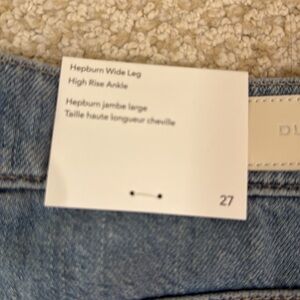 Hepburn Wide Leg
High Rise Ankle
Hepburn jambe large
Taille haute longueur cheville
27